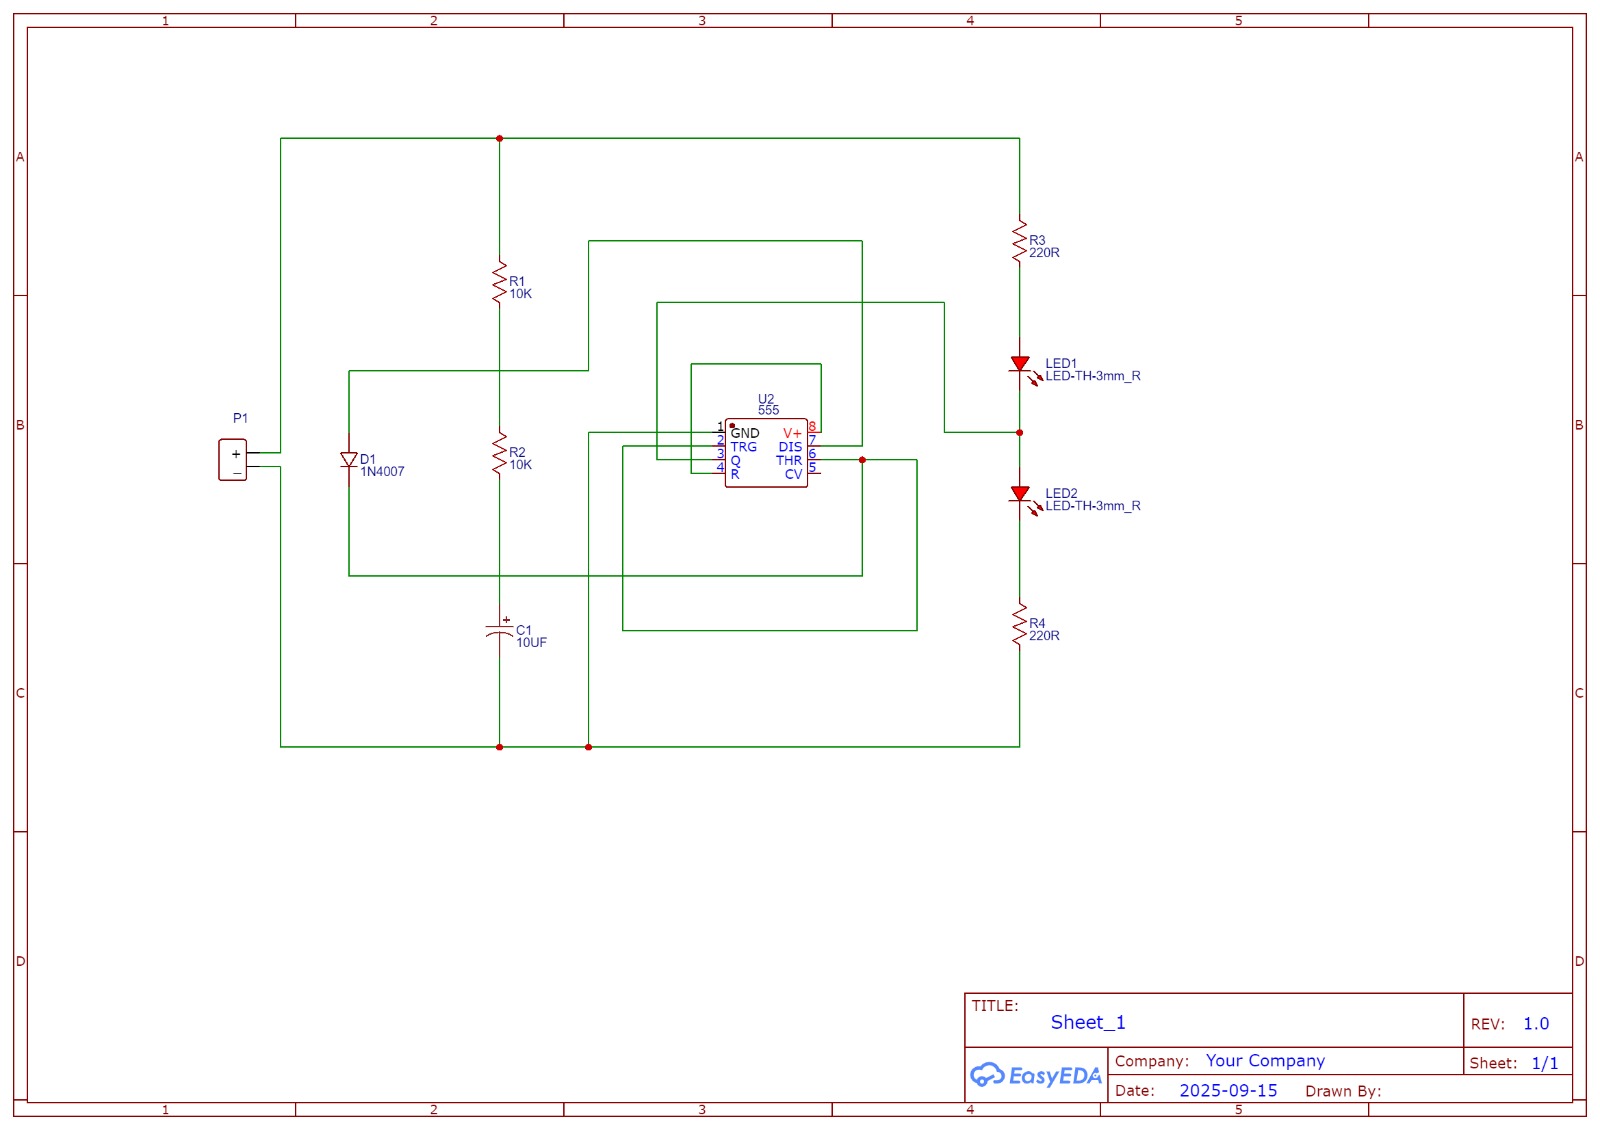 1 2 3 4 5
A A
R3
220R
R1
10K
B B
LED1
LED-TH-3mm_R
U2
555
P1
1 GND V+ 8
2 TRG DIS 7
3 Q THR 6
4 R CV 5
+
−
D1
1N4007
R2
10K
LED2
LED-TH-3mm_R
+
C1
10UF
R4
220R
C C
D D
TITLE:
Sheet_1
REV: 1.0
EasyEDA
Company: Your Company
Sheet: 1/1
Date: 2025-09-15 Drawn By:
1 2 3 4 5